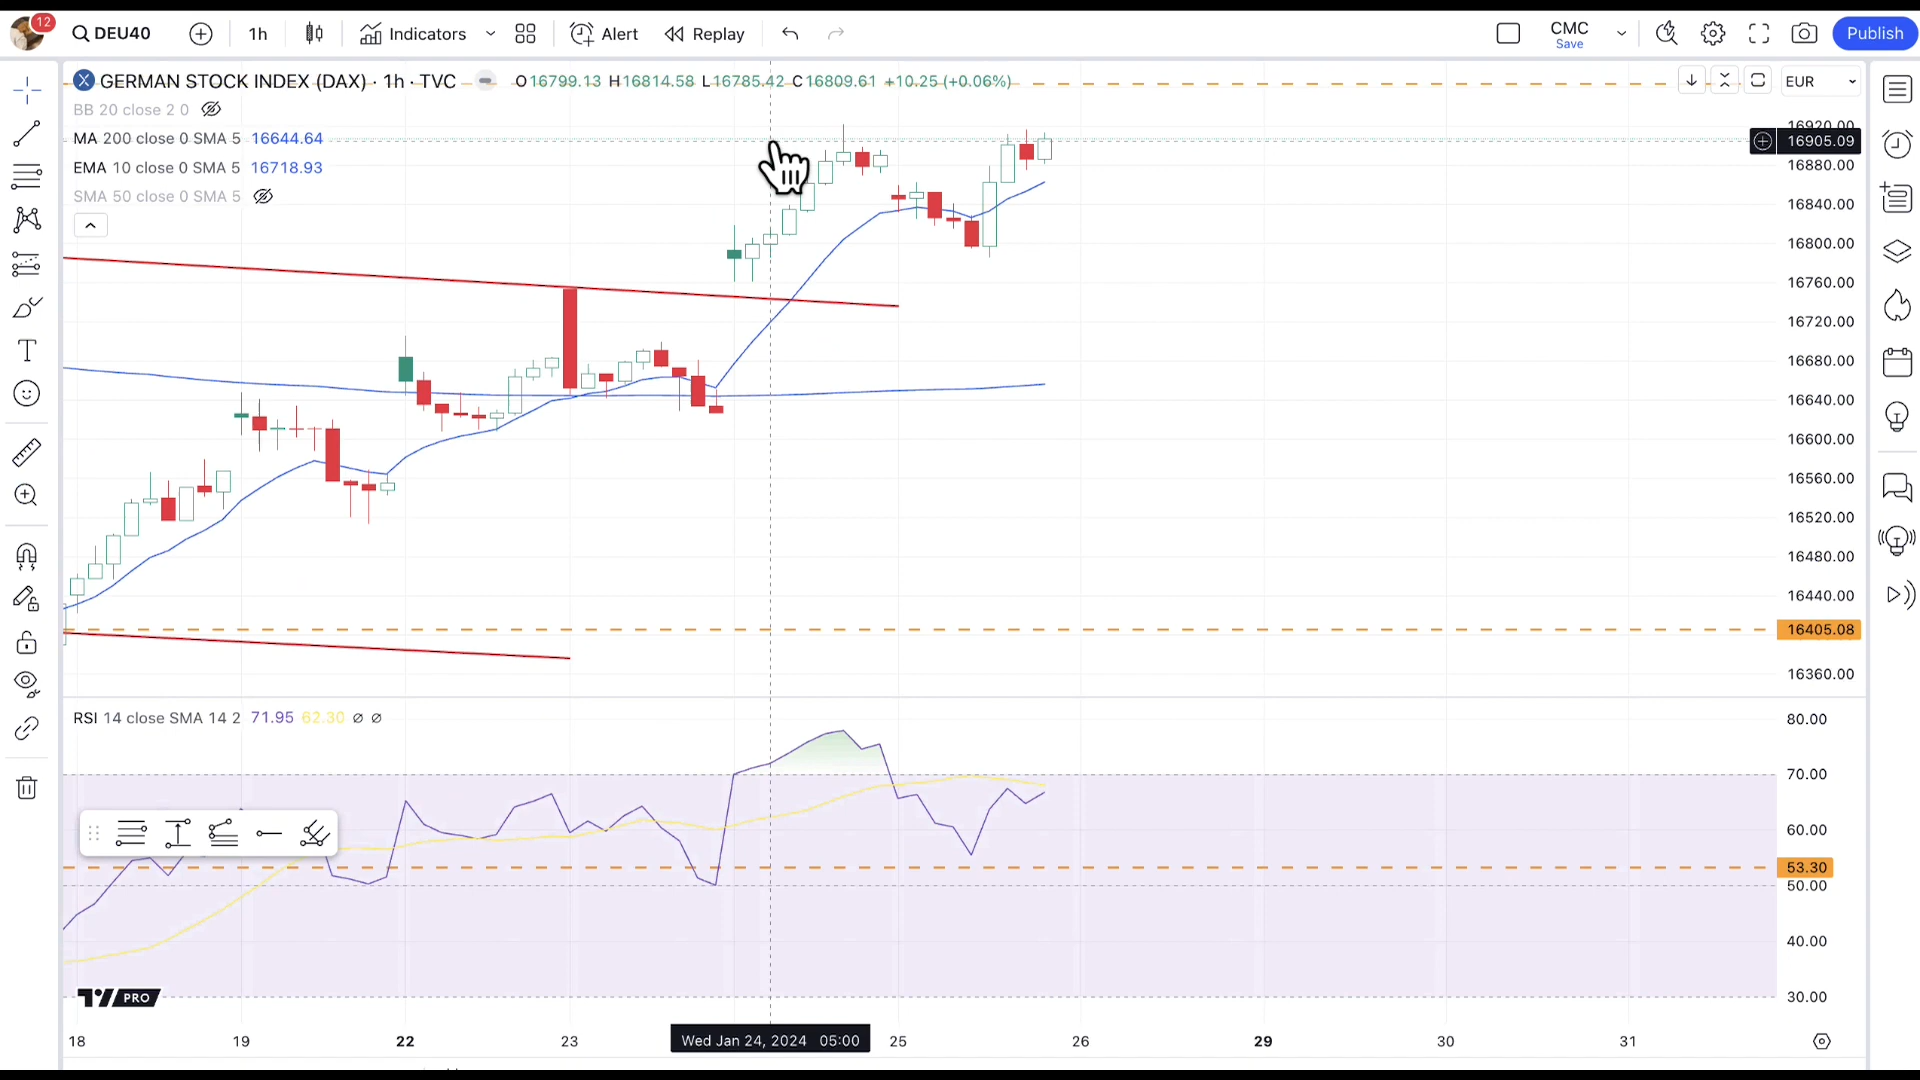 12
DEU40
1h
Indicators
Alert
Replay
CMC
Save
Publish
GERMAN STOCK INDEX (DAX) · 1h · TVC
O16799.13 H16814.58 L16785.42 C16809.61 +10.25 (+0.06%)
EUR
BB 20 close 2 0
MA 200 close 0 SMA 5 16644.64
EMA 10 close 0 SMA 5 16718.93
SMA 50 close 0 SMA 5
16920.00
16905.09
16880.00
16840.00
16800.00
16760.00
16720.00
16680.00
16640.00
16600.00
16560.00
16520.00
16480.00
16440.00
16405.08
16360.00
RSI 14 close SMA 14 2 71.95 62.30 ∅ ∅
80.00
70.00
60.00
53.30
50.00
40.00
30.00
PRO
18
19
22
23
Wed Jan 24, 2024 05:00
25
26
29
30
31